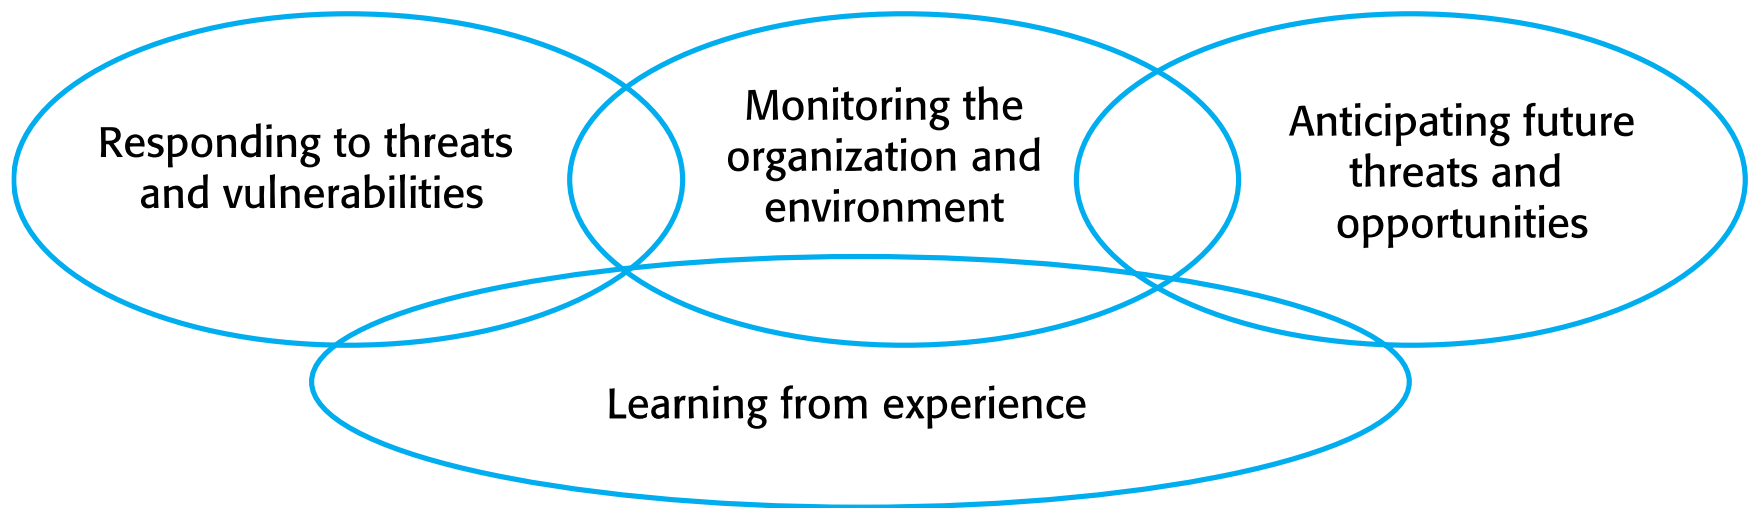 Responding to threats
and vulnerabilities
Monitoring the
organization and
environment
Anticipating future
threats and
opportunities
Learning from experience